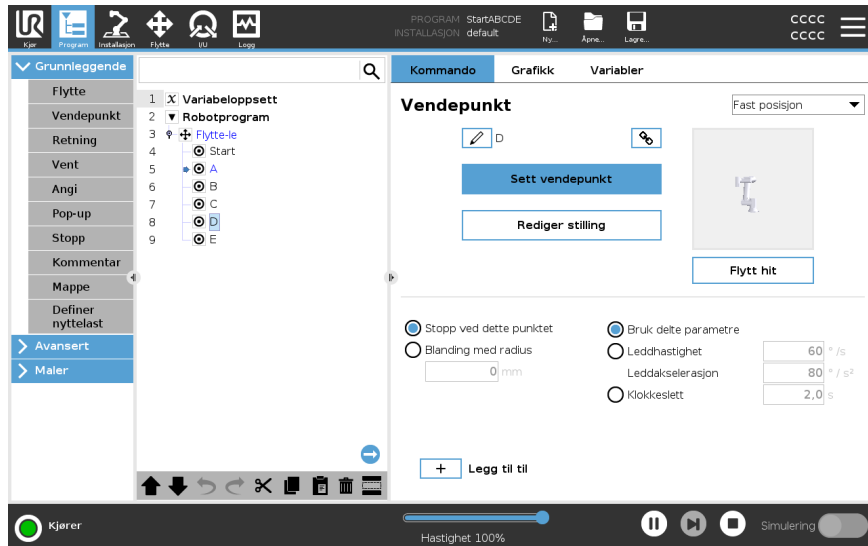 UR
PROGRAM StartABCDE
INSTALLASJON default
CCCC
CCCC
Kjør Program Installasjon Flytte I/U Logg Ny... Åpne... Lagre...
Grunnleggende
Flytte
Vendepunkt
Retning
Vent
Angi
Pop-up
Stopp
Kommentar
Mappe
Definer
nyttelast
Avansert
Maler
1 X Variabeloppsett
2 Robotprogram
3 Flytte-le
4 Start
5 A
6 B
7 C
8 D
9 E
Kommando Grafikk Variabler
Vendepunkt
Fast posisjon
D
Sett vendepunkt
Rediger stilling
Flytt hit
Stopp ved dette punktet
Blanding med radius
0 mm
Bruk delte parametre
Leddhastighet 60 ° /s
Leddakselerasjon 80 ° / s²
Klokkeslett 2,0 s
+ Legg til til
Kjører
Hastighet 100%
Simulering